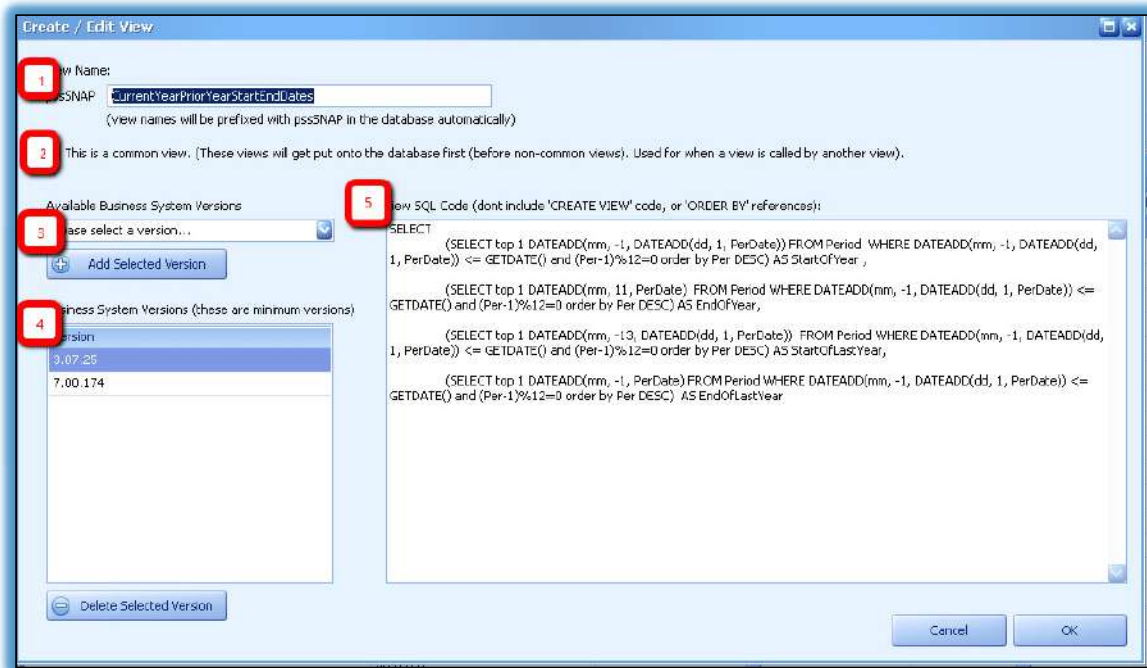 Create / Edit View
1
ew Name:
pssSNAP CurrentYearPriorYearStartEndDates
(view names will be prefixed with pssSNAP in the database automatically)
2 This is a common view. (These views will get put onto the database first (before non-common views). Used for when a view is called by another view).
Available Business System Versions
3
ase select a version...
Add Selected Version
4
siness System Versions (these are minimum versions)
ersion
3.07.25
7.00.174
Delete Selected Version
5
iew SQL Code (dont include 'CREATE VIEW' code, or 'ORDER BY' references):
SELECT
(SELECT top 1 DATEADD(mm, -1, DATEADD(dd, 1, PerDate)) FROM Period WHERE DATEADD(mm, -1, DATEADD(dd,
1, PerDate)) <= GETDATE() and (Per-1)%12=0 order by Per DESC) AS StartOfYear ,
(SELECT top 1 DATEADD(mm, 11, PerDate) FROM Period WHERE DATEADD(mm, -1, DATEADD(dd, 1, PerDate)) <=
GETDATE() and (Per-1)%12=0 order by Per DESC) AS EndOfYear,
(SELECT top 1 DATEADD(mm, -13, DATEADD(dd, 1, PerDate)) FROM Period WHERE DATEADD(mm, -1, DATEADD(dd,
1, PerDate)) <= GETDATE() and (Per-1)%12=0 order by Per DESC) AS StartOfLastYear,
(SELECT top 1 DATEADD(mm, -1, PerDate) FROM Period WHERE DATEADD(mm, -1, DATEADD(dd, 1, PerDate)) <=
GETDATE() and (Per-1)%12=0 order by Per DESC) AS EndOfLastYear
Cancel
OK